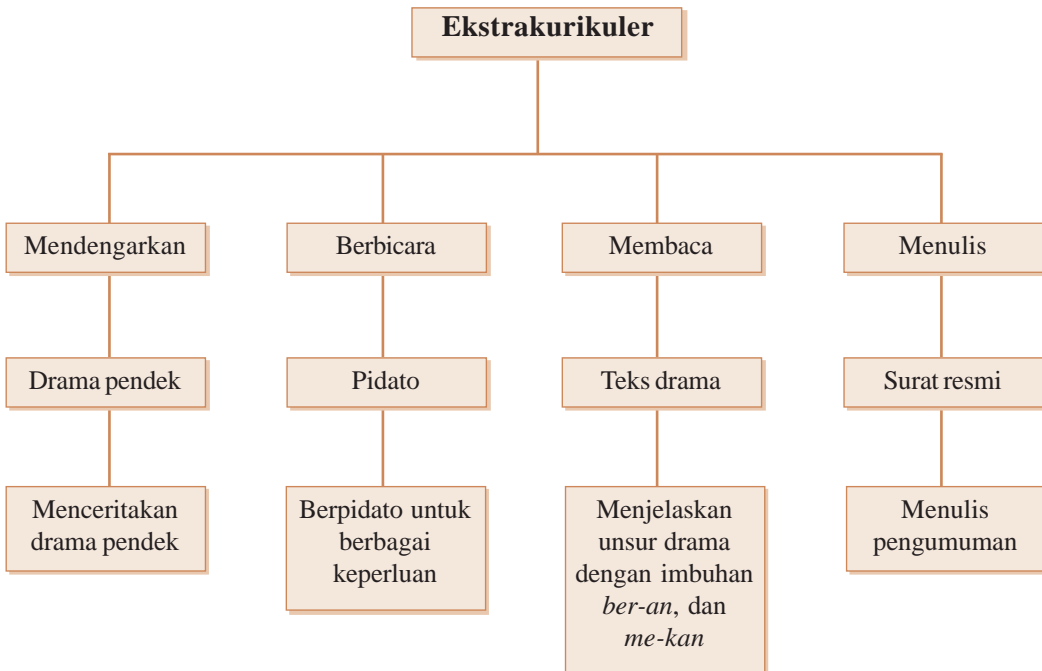 Ekstrakurikuler
Mendengarkan
Berbicara
Membaca
Menulis
Drama pendek
Pidato
Teks drama
Surat resmi
Menceritakan
drama pendek
Berpidato untuk
berbagai
keperluan
Menjelaskan
unsur drama
dengan imbuhan
ber-an, dan
me-kan
Menulis
pengumuman